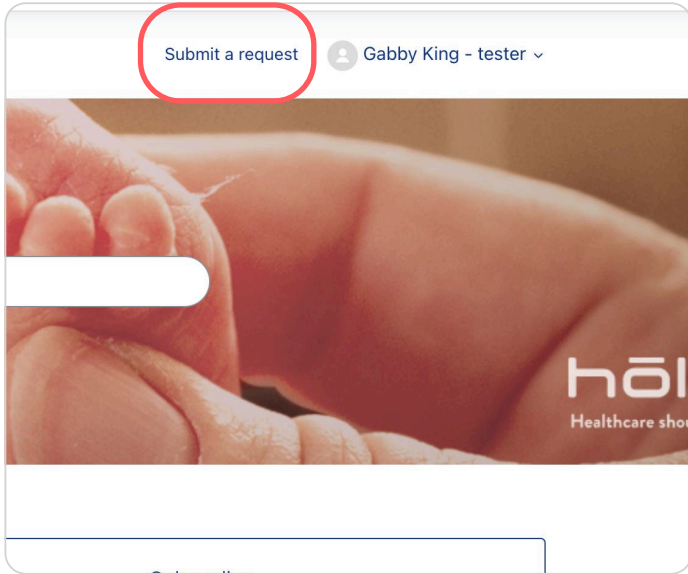 Submit a request
Gabby King - tester
hōl
Healthcare shou